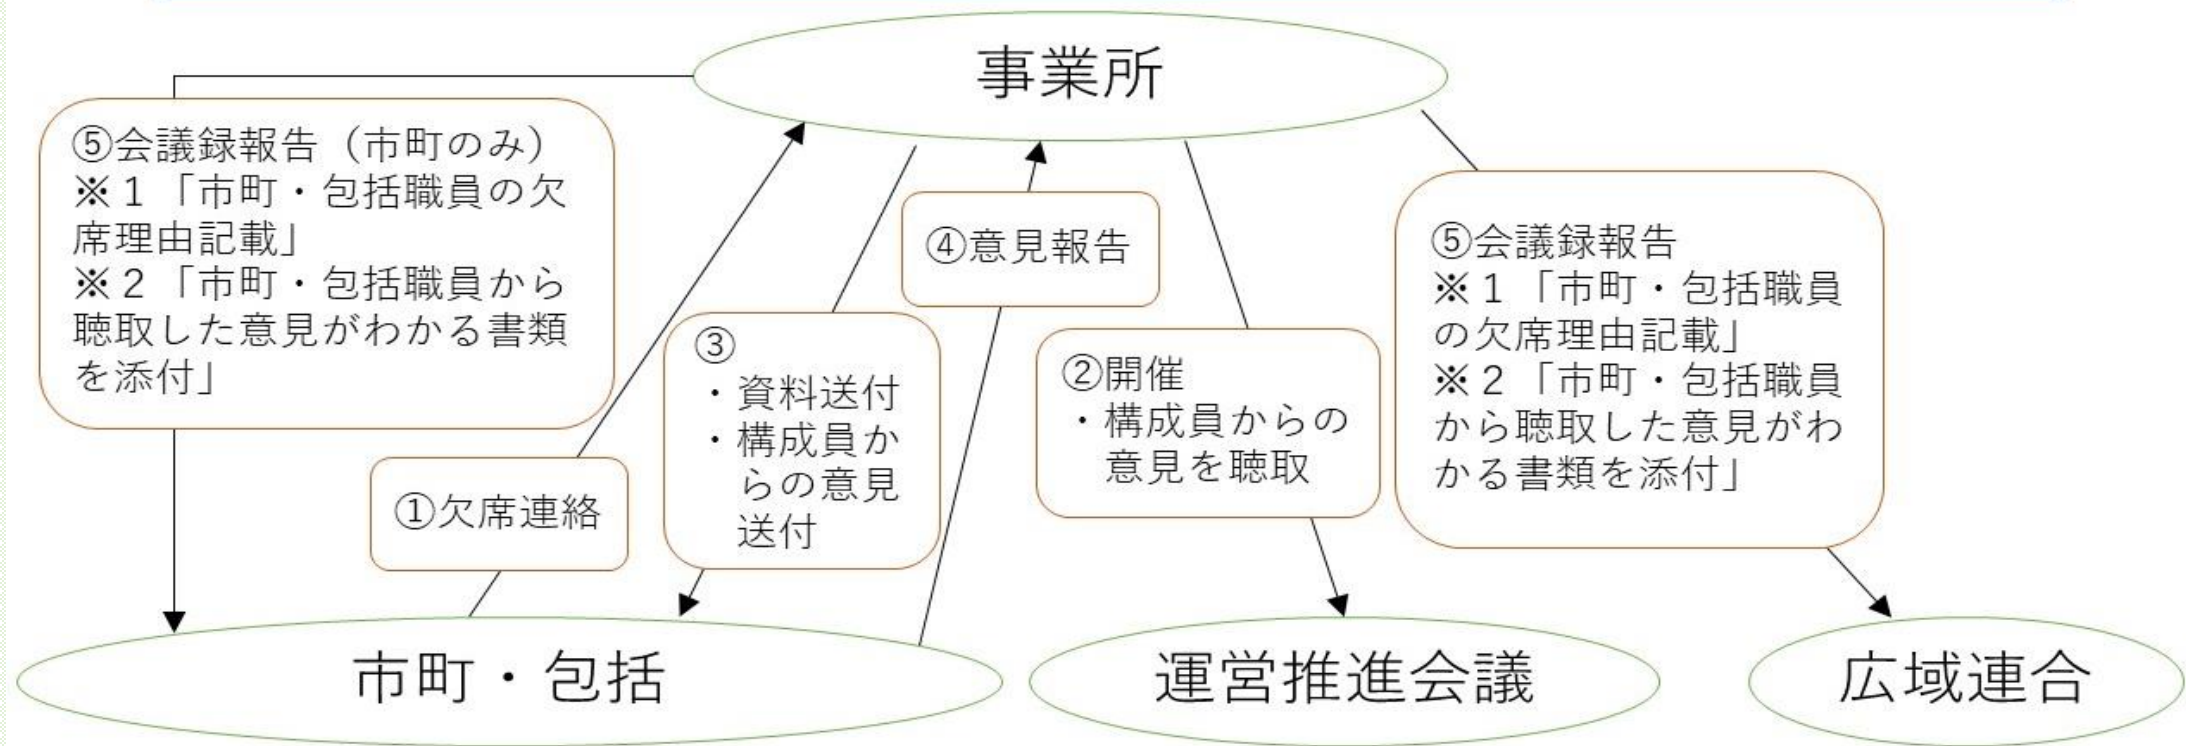 事業所
⑤会議録報告（市町のみ）
※１「市町・包括職員の欠
席理由記載」
※２「市町・包括職員から
聴取した意見がわかる書類
を添付」
①欠席連絡
③
・資料送付
・構成員か
らの意見
送付
④意見報告
②開催
・構成員からの
意見を聴取
⑤会議録報告
※１「市町・包括職員
の欠席理由記載」
※２「市町・包括職員
から聴取した意見がわ
かる書類を添付」
市町・包括
運営推進会議
広域連合